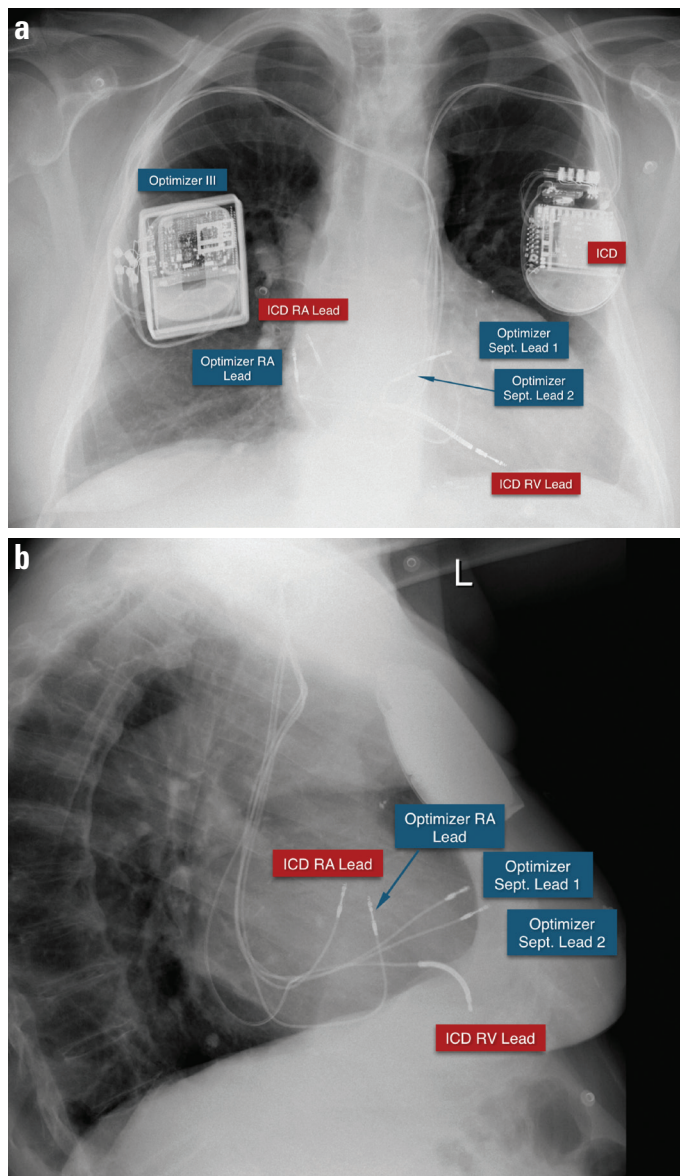 a
Optimizer III
ICD
ICD RA Lead
Optimizer
Sept. Lead 1
Optimizer RA
Lead
Optimizer
Sept. Lead 2
ICD RV Lead
b
L
Optimizer RA
Lead
ICD RA Lead
Optimizer
Sept. Lead 1
Optimizer
Sept. Lead 2
ICD RV Lead